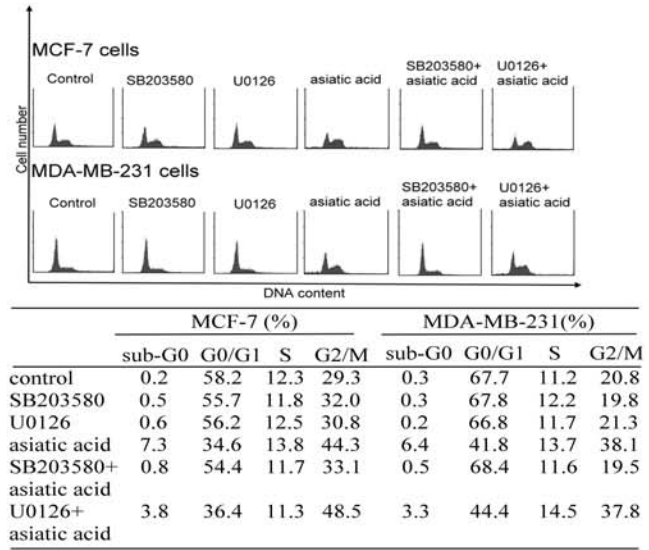 MCF-7 cells
Control SB203580 U0126 asiatic acid SB203580+ asiatic acid U0126+ asiatic acid
Cell number
MDA-MB-231 cells
Control SB203580 U0126 asiatic acid SB203580+ asiatic acid U0126+ asiatic acid
DNA content
MCF-7 (%) MDA-MB-231(%)
sub-G0 G0/G1 S G2/M sub-G0 G0/G1 S G2/M
control 0.2 58.2 12.3 29.3 0.3 67.7 11.2 20.8
SB203580 0.5 55.7 11.8 32.0 0.3 67.8 12.2 19.8
U0126 0.6 56.2 12.5 30.8 0.2 66.8 11.7 21.3
asiatic acid 7.3 34.6 13.8 44.3 6.4 41.8 13.7 38.1
SB203580+ 0.8 54.4 11.7 33.1 0.5 68.4 11.6 19.5
asiatic acid
U0126+ 3.8 36.4 11.3 48.5 3.3 44.4 14.5 37.8
asiatic acid